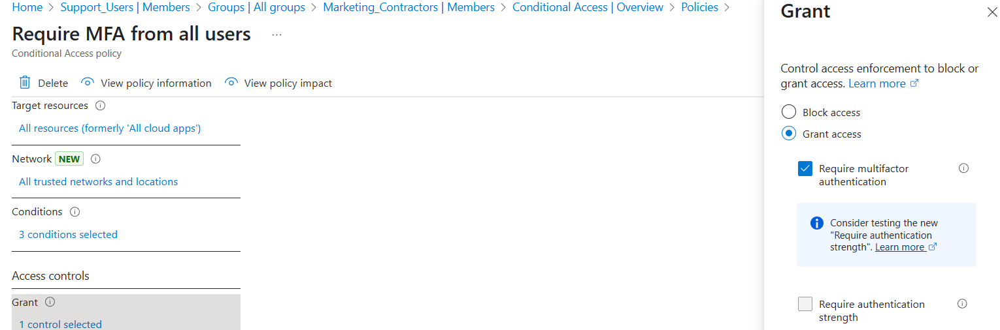 Home > Support_Users | Members > Groups | All groups > Marketing_Contractors | Members > Conditional Access | Overview > Policies >
Require MFA from all users ...
Conditional Access policy
Delete View policy information View policy impact
Target resources
All resources (formerly 'All cloud apps')
Network NEW
All trusted networks and locations
Conditions
3 conditions selected
Access controls
Grant
1 control selected
Grant
Control access enforcement to block or
grant access. Learn more
Block access
Grant access
Require multifactor
authentication
Consider testing the new
"Require authentication
strength". Learn more
Require authentication
strength